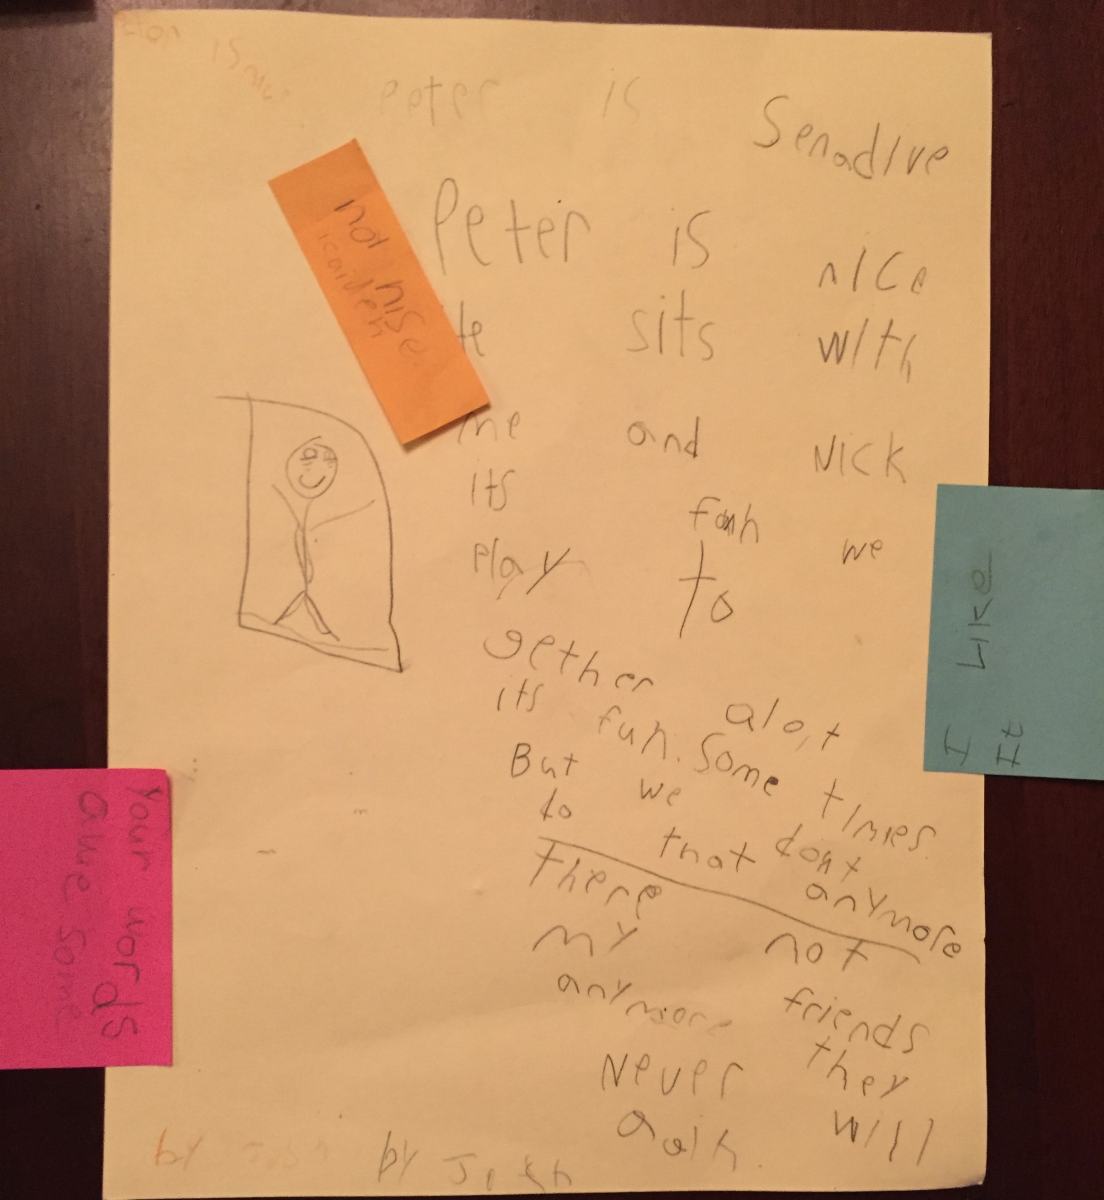 Peter is Senadive
Peter is nice
He sits with
me and Nick
its fanh we
play to
gether alot
its fun. Some times
But we dont
do that anymore
There not
my friends
anymore they
Never will
again.
by Josh
not nise
I Like
It
Your words
awe some